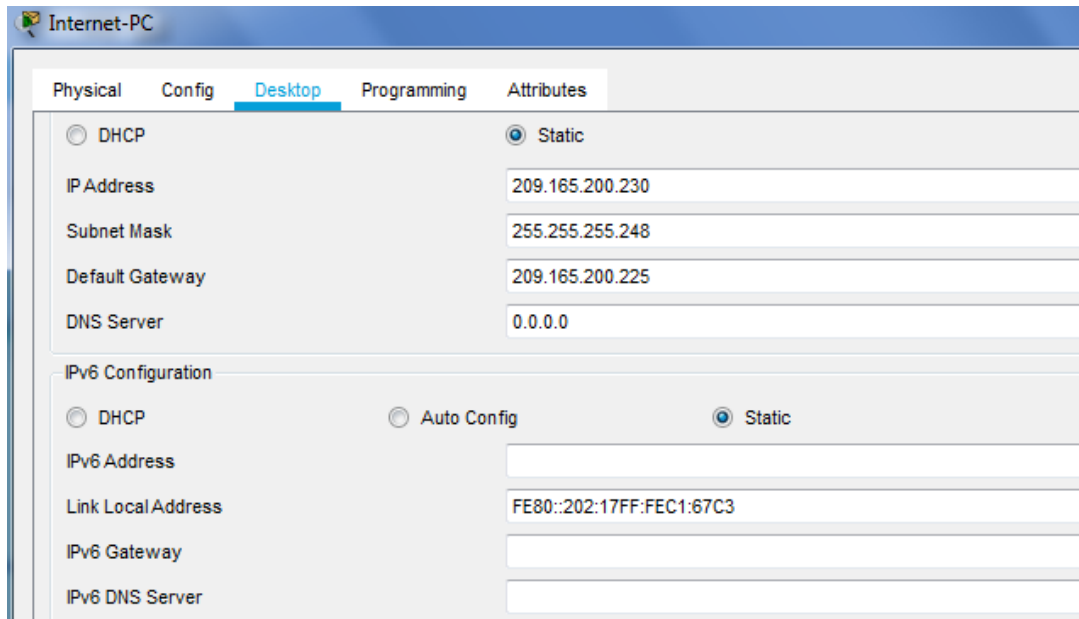 Internet-PC
Physical Config Desktop Programming Attributes
DHCP Static
IP Address 209.165.200.230
Subnet Mask 255.255.255.248
Default Gateway 209.165.200.225
DNS Server 0.0.0.0
IPv6 Configuration
DHCP Auto Config Static
IPv6 Address
Link Local Address FE80::202:17FF:FEC1:67C3
IPv6 Gateway
IPv6 DNS Server